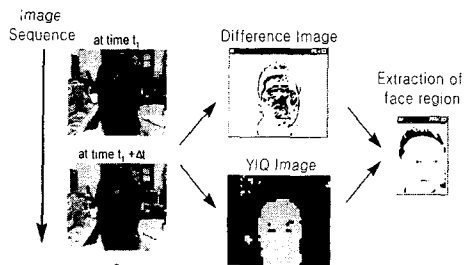 Image
Sequence
at time t1
at time t1 +Δt
Difference Image
YIQ Image
Extraction of
face region